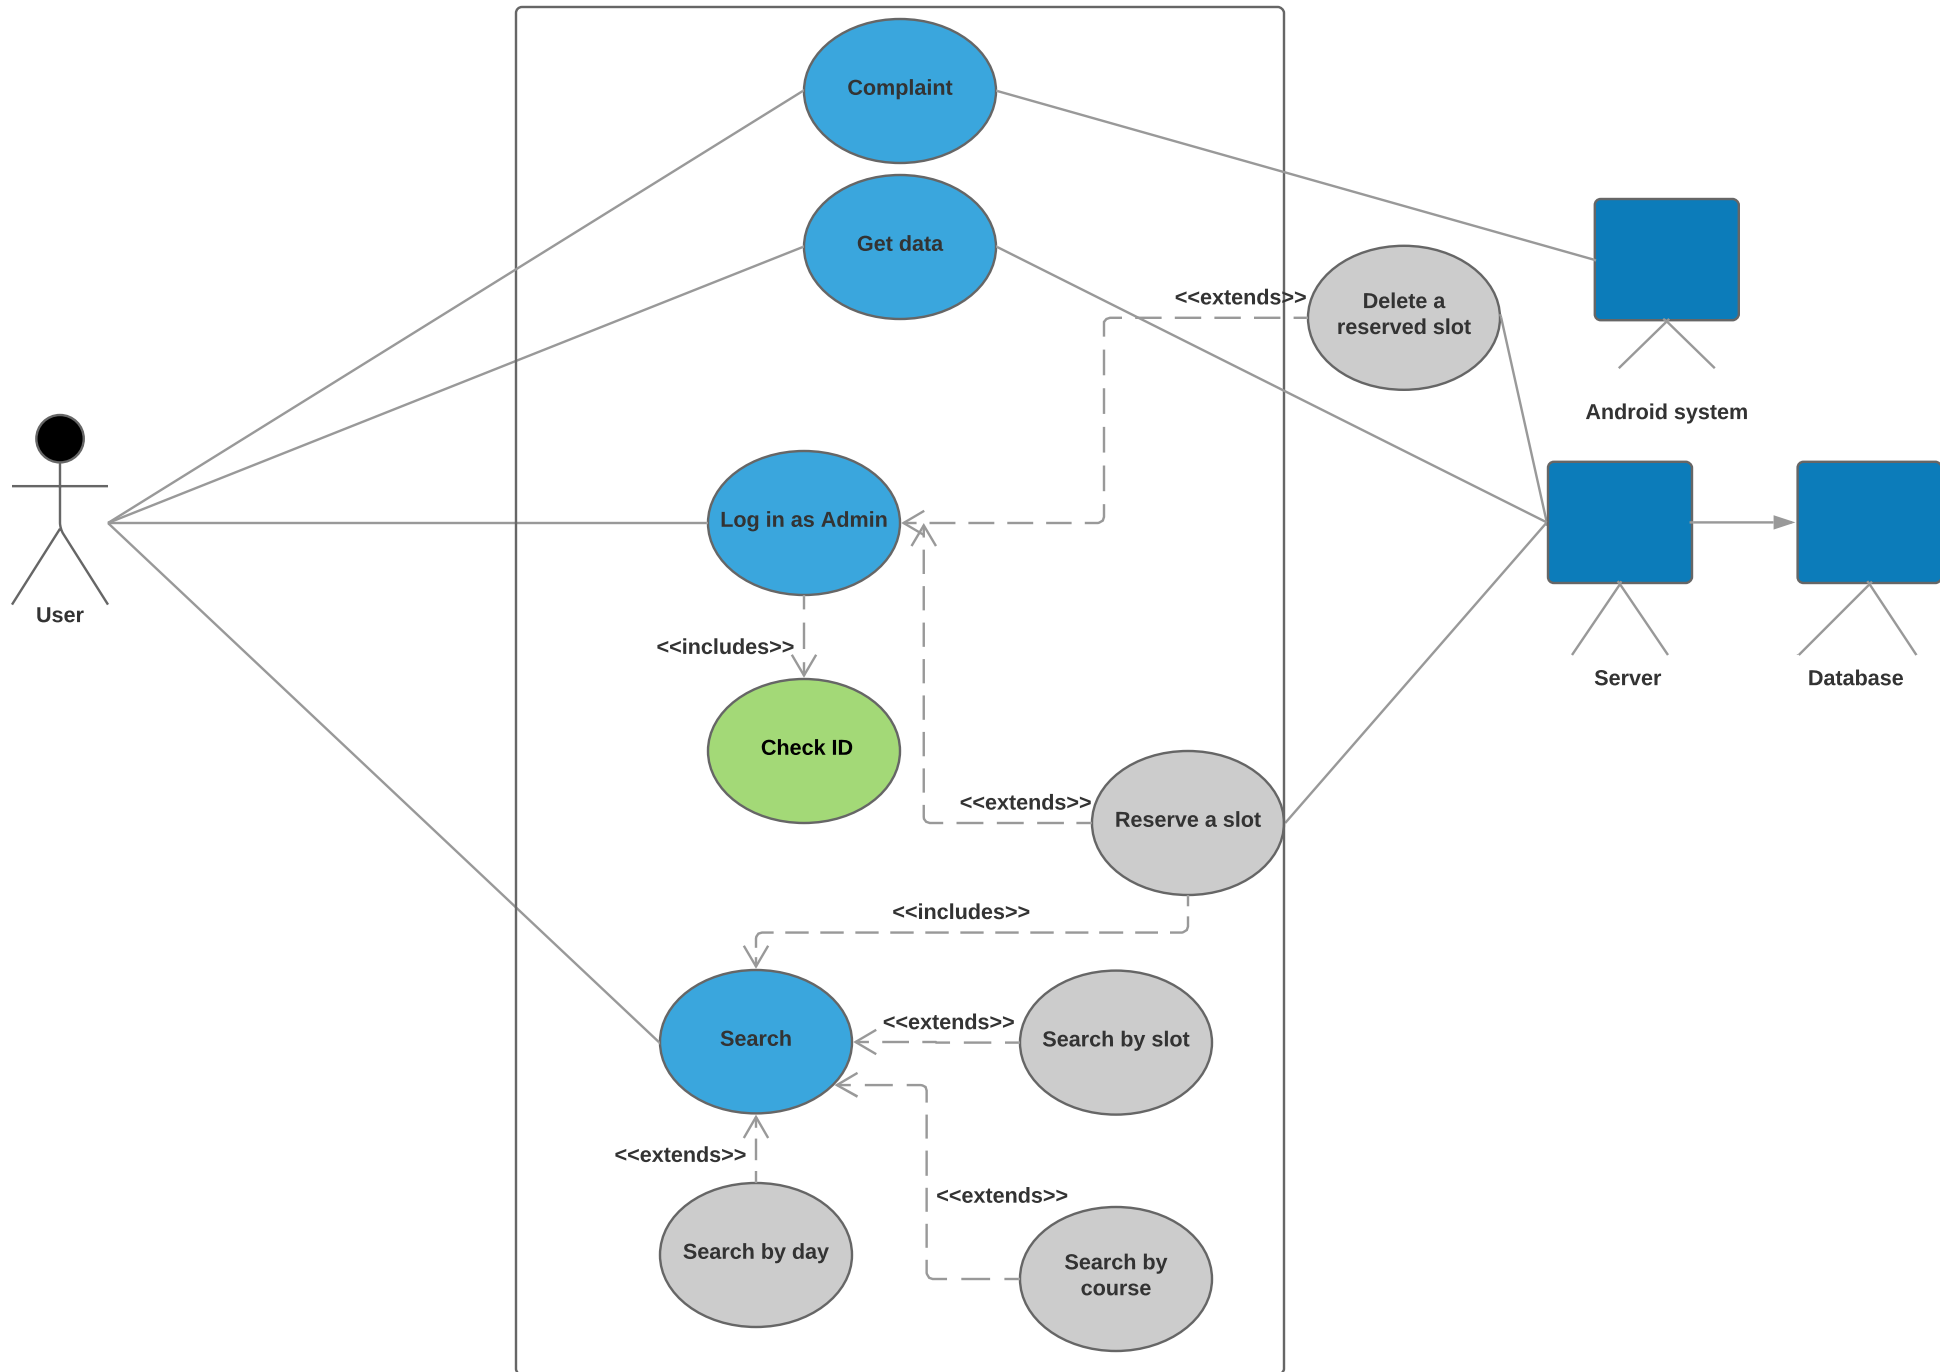 Complaint
Get data
<<extends>>
Delete a
reserved slot
Android system
Log in as Admin
User
<<includes>>
Server
Database
Check ID
<<extends>>
Reserve a slot
<<includes>>
<<extends>>
Search
Search by slot
<<extends>>
<<extends>>
Search by day
Search by
course